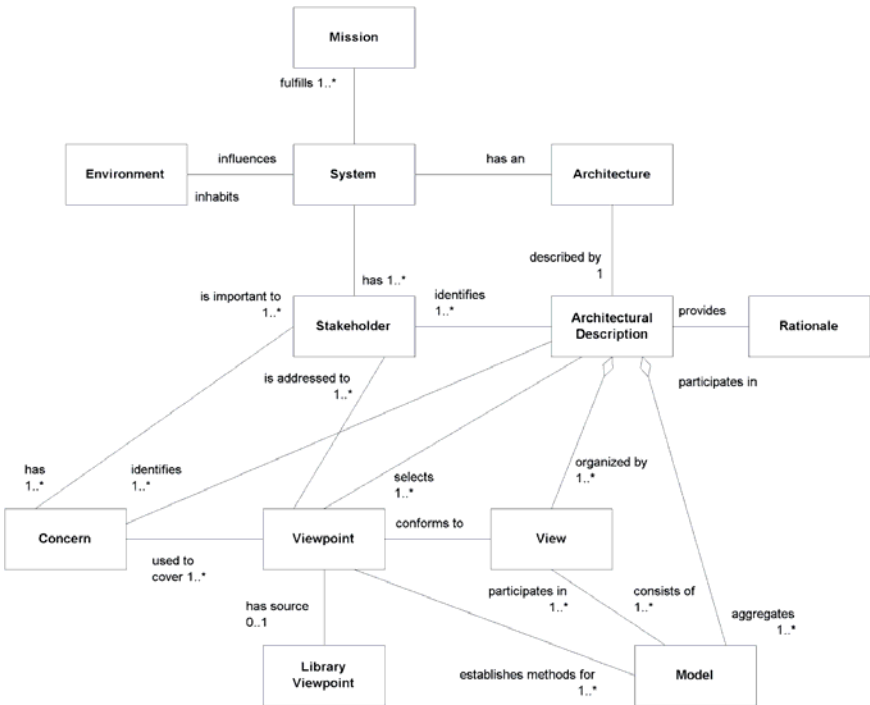 Mission
fulfills 1..*
Environment
influences
inhabits
System
has an
Architecture
has 1..*
described by
1
is important to
1..*
Stakeholder
identifies
1..*
Architectural
Description
provides
Rationale
is addressed to
1..*
participates in
has
1..*
identifies
1..*
selects
1..*
organized by
1..*
Concern
used to
cover 1..*
Viewpoint
conforms to
View
has source
0..1
participates in
1..*
consists of
1..*
aggregates
1..*
Library
Viewpoint
establishes methods for
1..*
Model